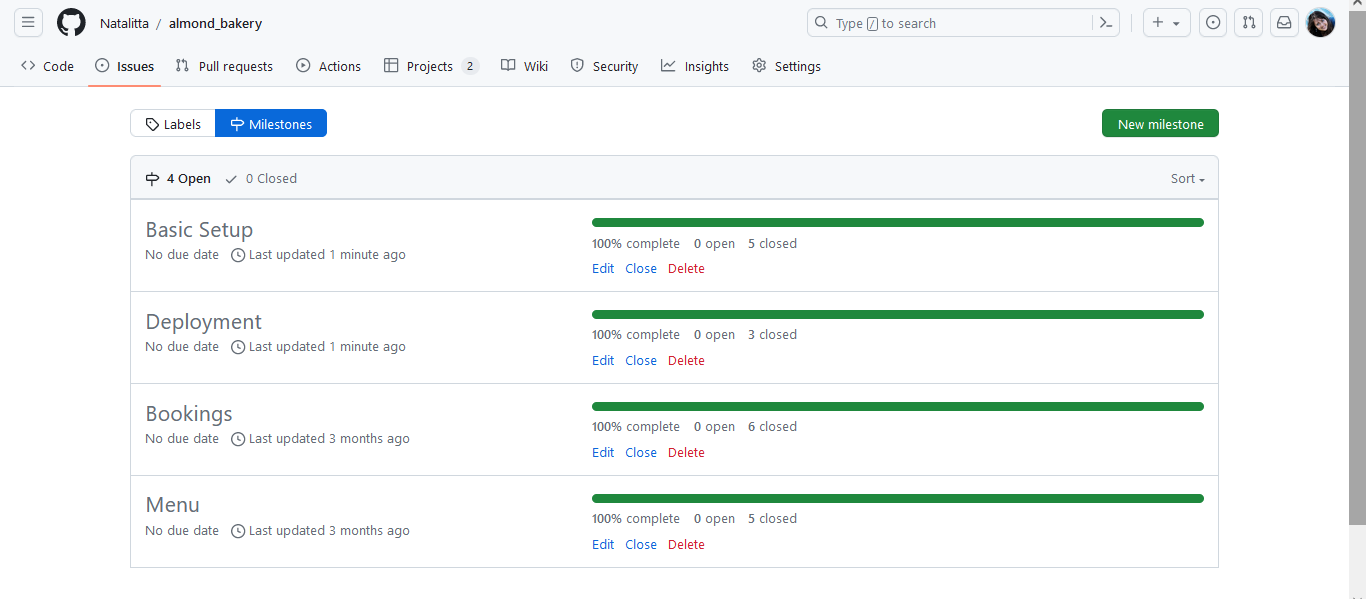 Natalitta / almond_bakery Type / to search
Code Issues Pull requests Actions Projects 2 Wiki Security Insights Settings
Labels Milestones New milestone
4 Open 0 Closed Sort
Basic Setup
No due date Last updated 1 minute ago
100% complete 0 open 5 closed
Edit Close Delete
Deployment
No due date Last updated 1 minute ago
100% complete 0 open 3 closed
Edit Close Delete
Bookings
No due date Last updated 3 months ago
100% complete 0 open 6 closed
Edit Close Delete
Menu
No due date Last updated 3 months ago
100% complete 0 open 5 closed
Edit Close Delete